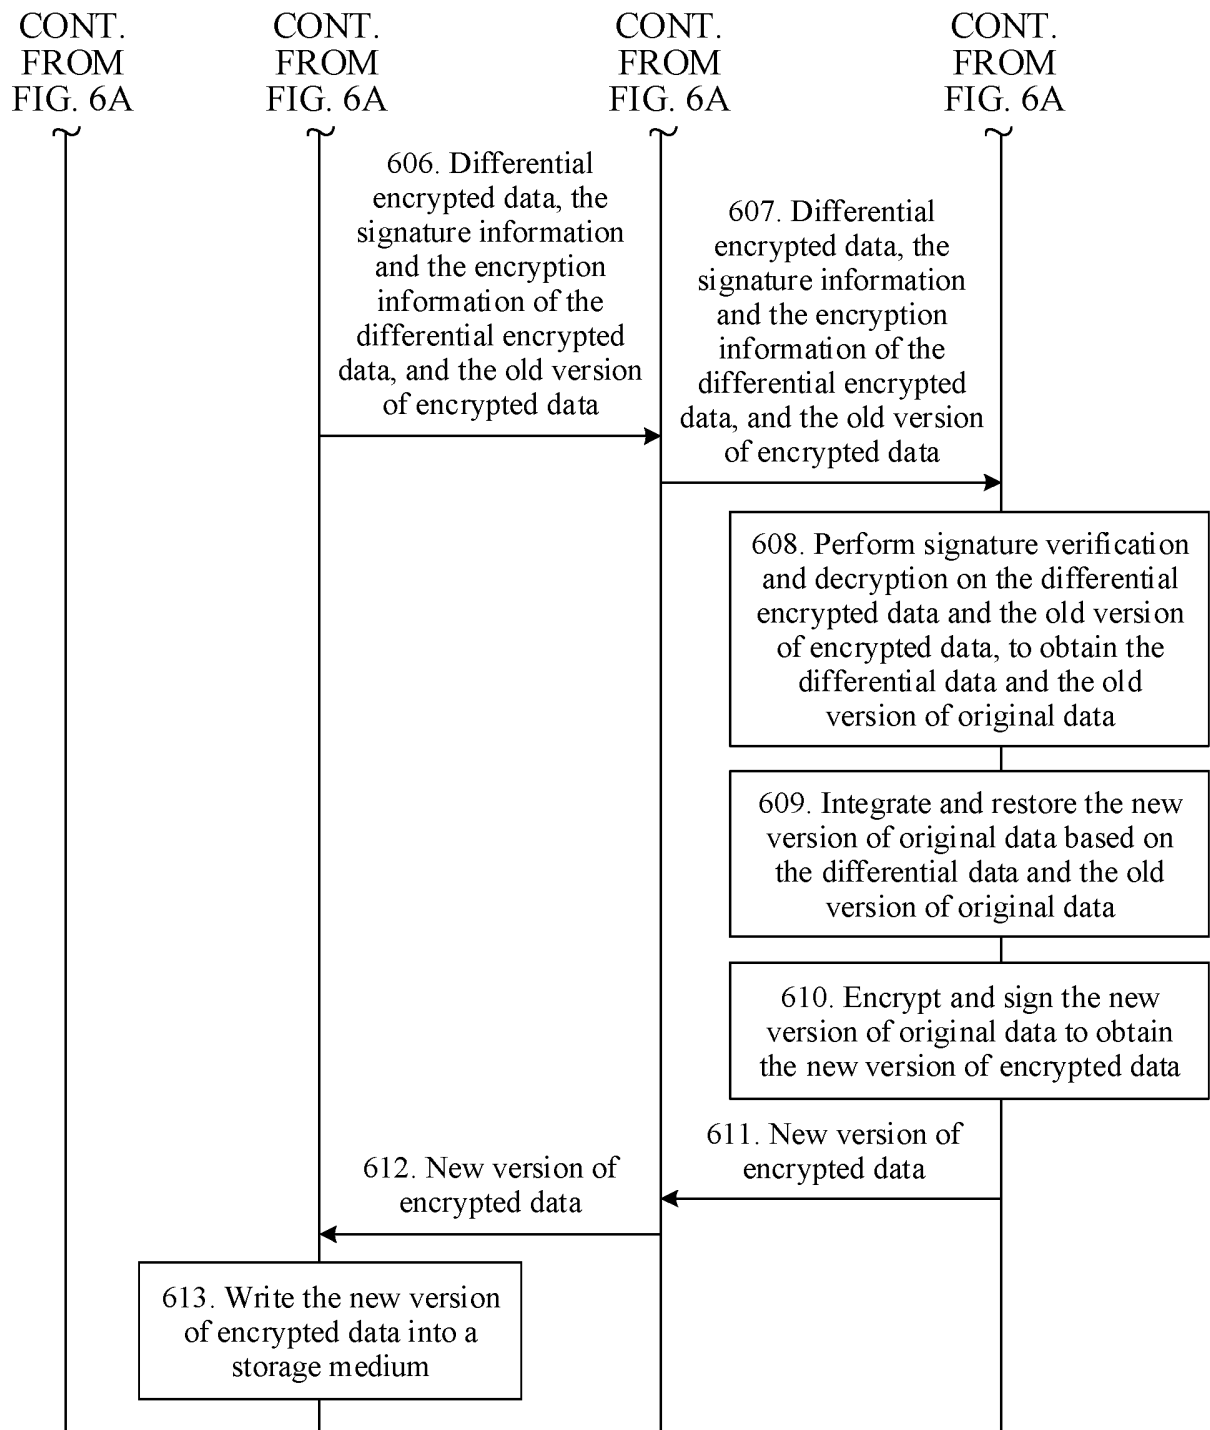 CONT.
FROM
FIG. 6A
CONT.
FROM
FIG. 6A
CONT.
FROM
FIG. 6A
CONT.
FROM
FIG. 6A
606. Differential
encrypted data, the
signature information
and the encryption
information of the
differential encrypted
data, and the old version
of encrypted data
607. Differential
encrypted data, the
signature information
and the encryption
information of the
differential encrypted
data, and the old version
of encrypted data
608. Perform signature verification
and decryption on the differential
encrypted data and the old version
of encrypted data, to obtain the
differential data and the old
version of original data
609. Integrate and restore the new
version of original data based on
the differential data and the old
version of original data
610. Encrypt and sign the new
version of original data to obtain
the new version of encrypted data
611. New version of
encrypted data
612. New version of
encrypted data
613. Write the new version
of encrypted data into a
storage medium